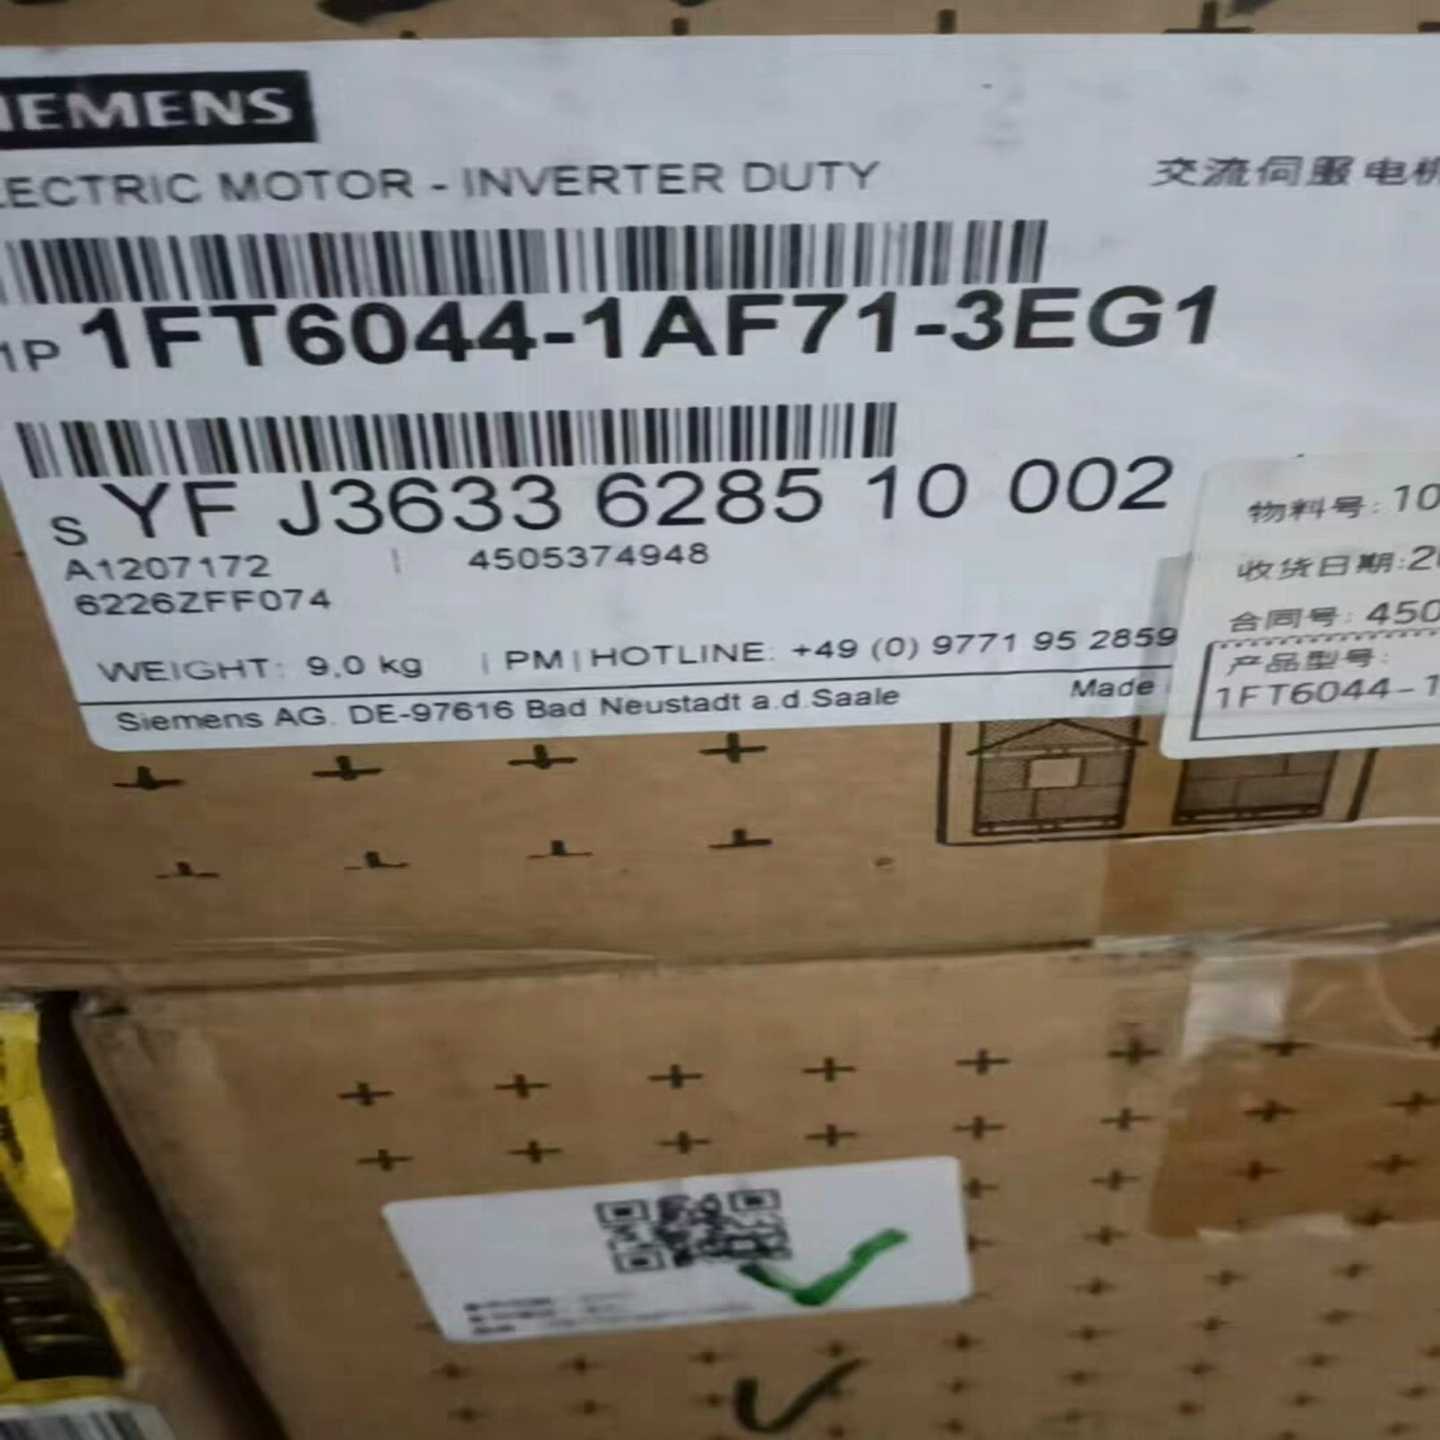 IEMENS
LECTRIC MOTOR - INVERTER DUTY
交流伺服电机
1P 1FT6044-1AF71-3EG1
S YF J3633 6285 10 002
A1207172 | 4505374948
6226ZFF074
WEIGHT: 9,0 kg | PM | HOTLINE: +49 (0) 9771 95 2859
Siemens AG. DE-97616 Bad Neustadt a.d.Saale Made
物料号: 10
收货日期:20
合同号: 450
产品型号:
1FT6044-1